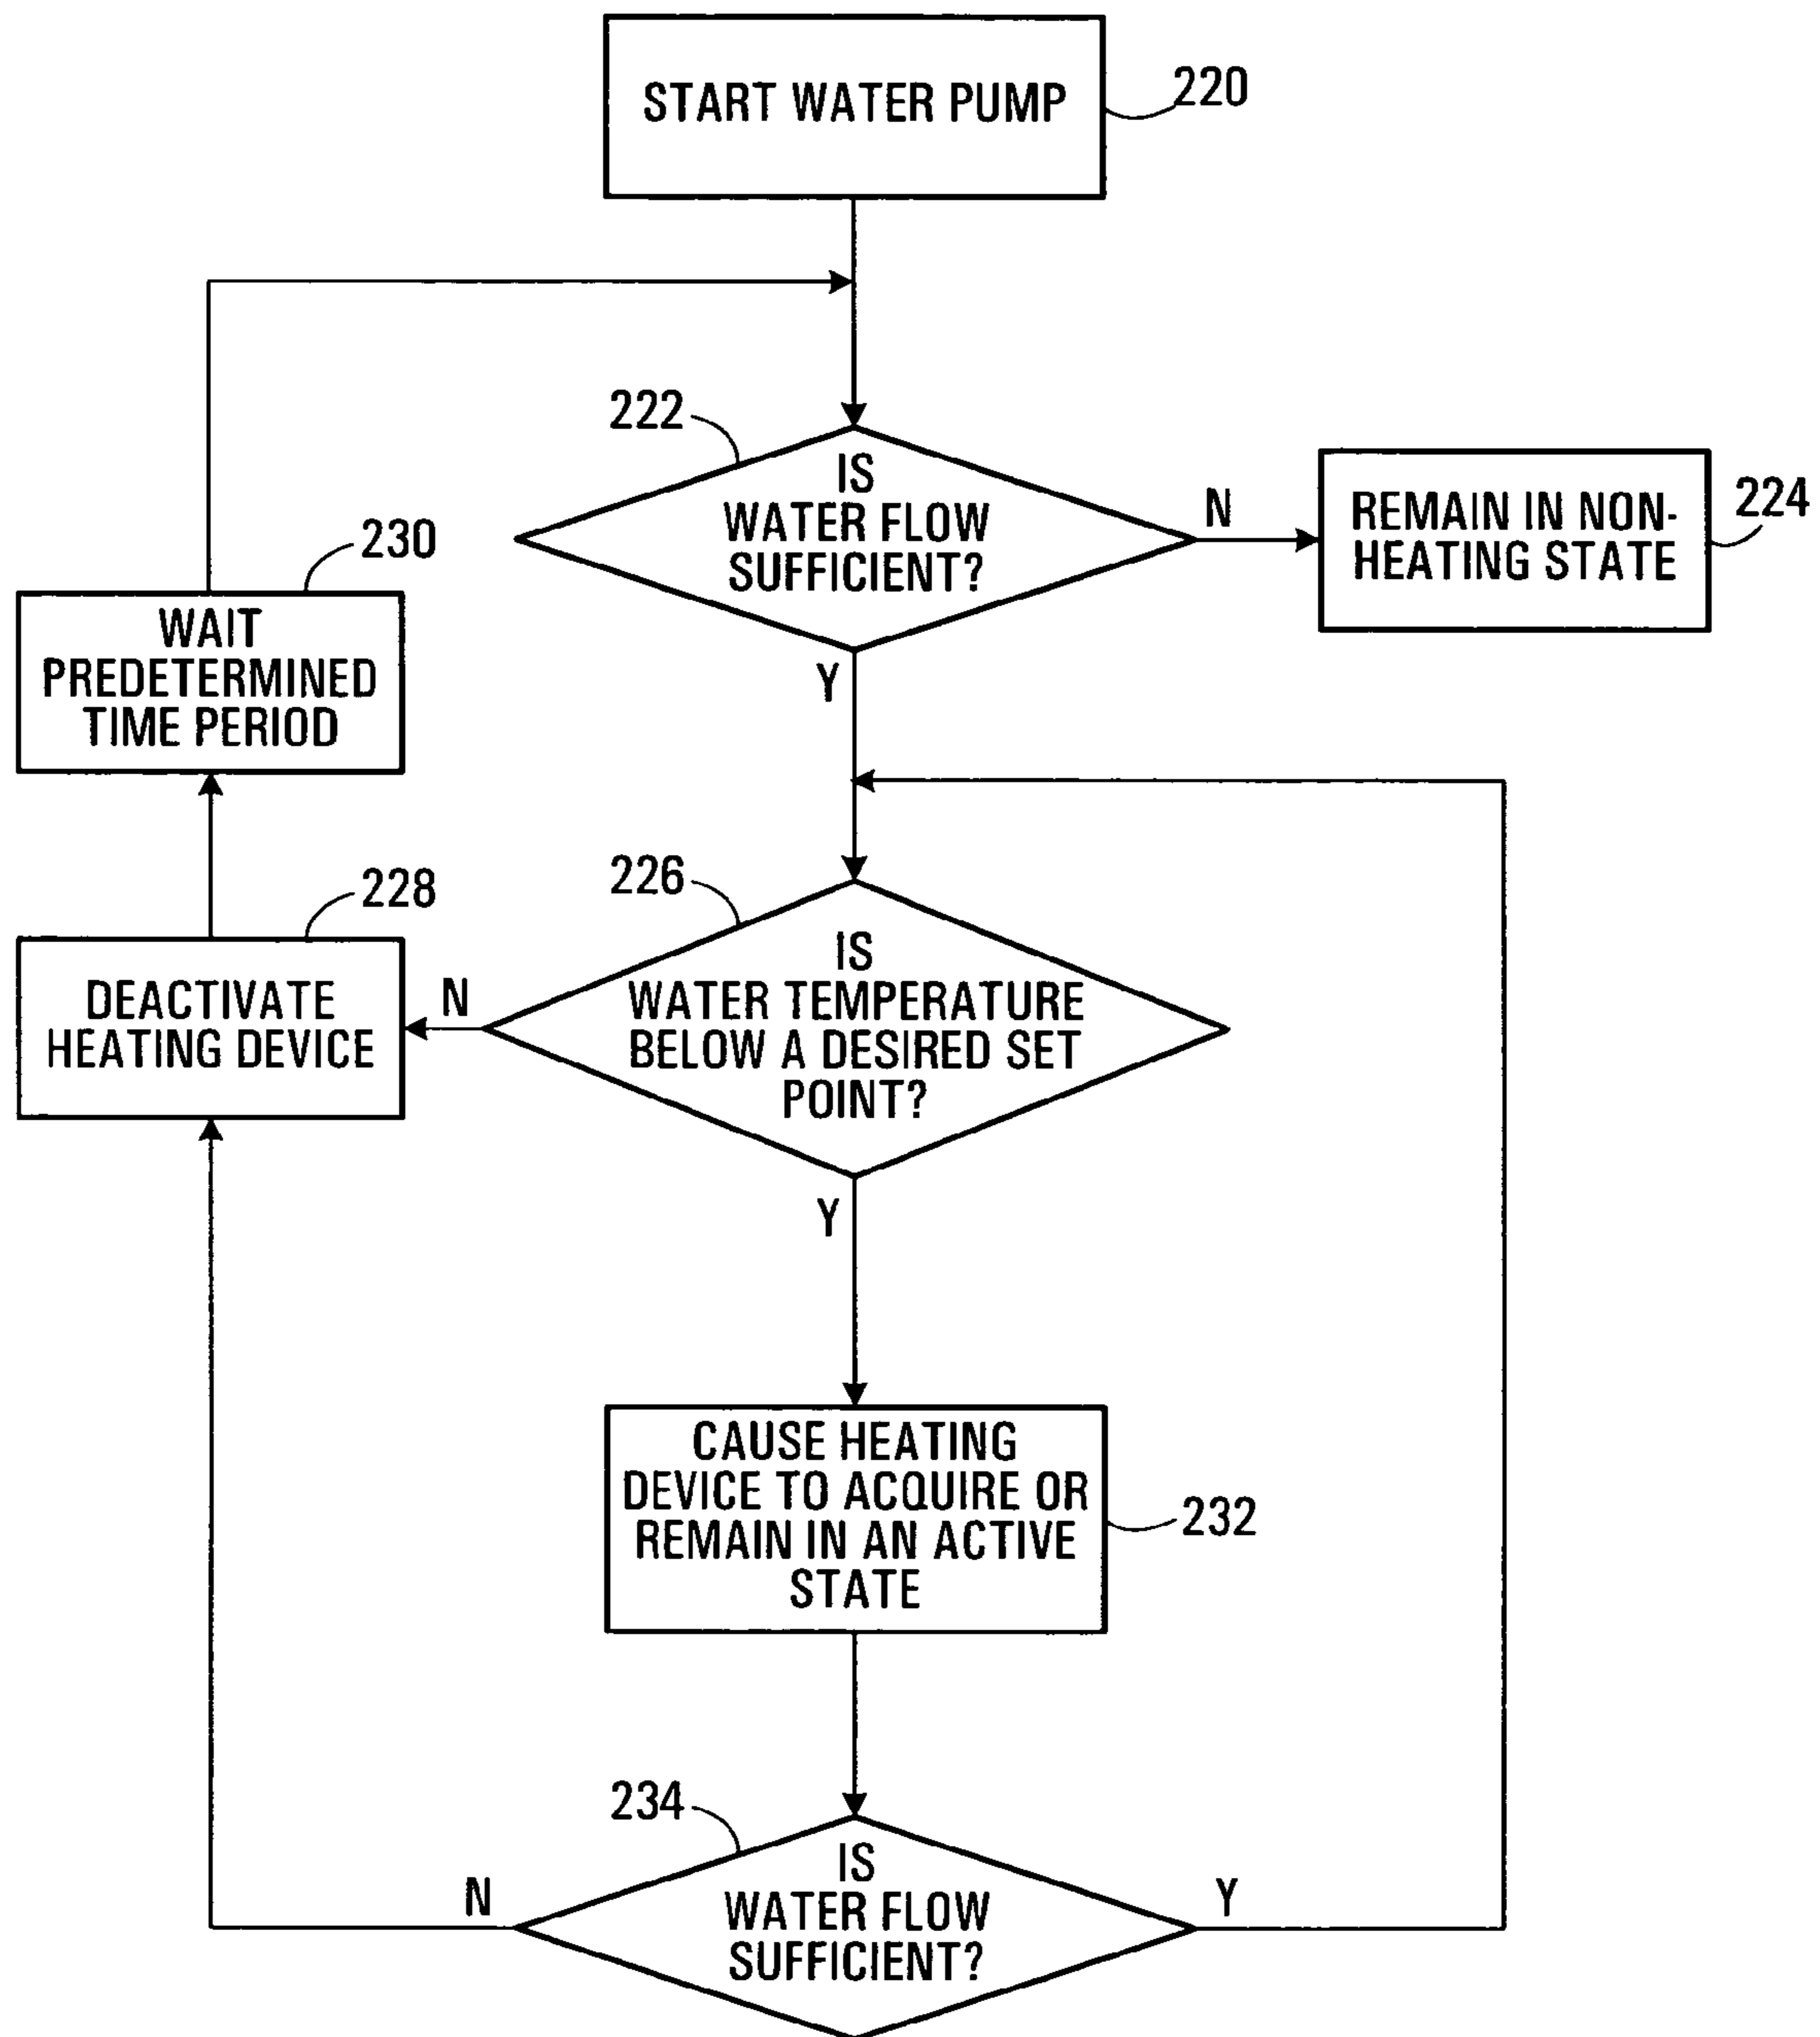 START WATER PUMP
220
222
IS
WATER FLOW
SUFFICIENT?
N
REMAIN IN NON-
HEATING STATE
224
Y
230
WAIT
PREDETERMINED
TIME PERIOD
226
IS
WATER TEMPERATURE
BELOW A DESIRED SET
POINT?
N
228
DEACTIVATE
HEATING DEVICE
Y
CAUSE HEATING
DEVICE TO ACQUIRE OR
REMAIN IN AN ACTIVE
STATE
232
234
IS
WATER FLOW
SUFFICIENT?
N
Y